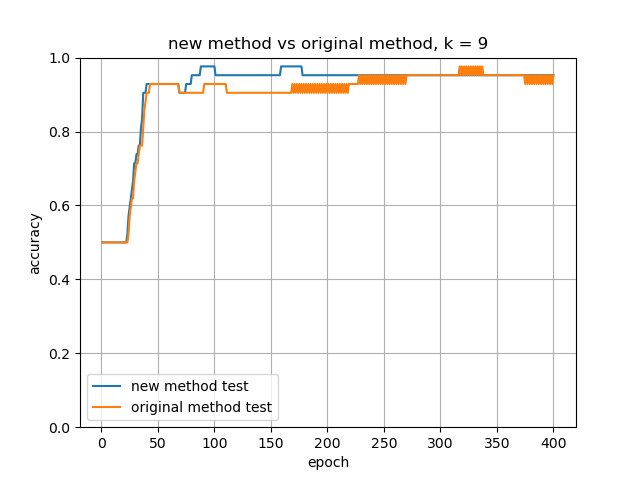 new method vs original method, k = 9
1.0
0.8
0.6
0.4
0.2
0.0
accuracy
new method test
original method test
0 50 100 150 200 250 300 350 400
epoch